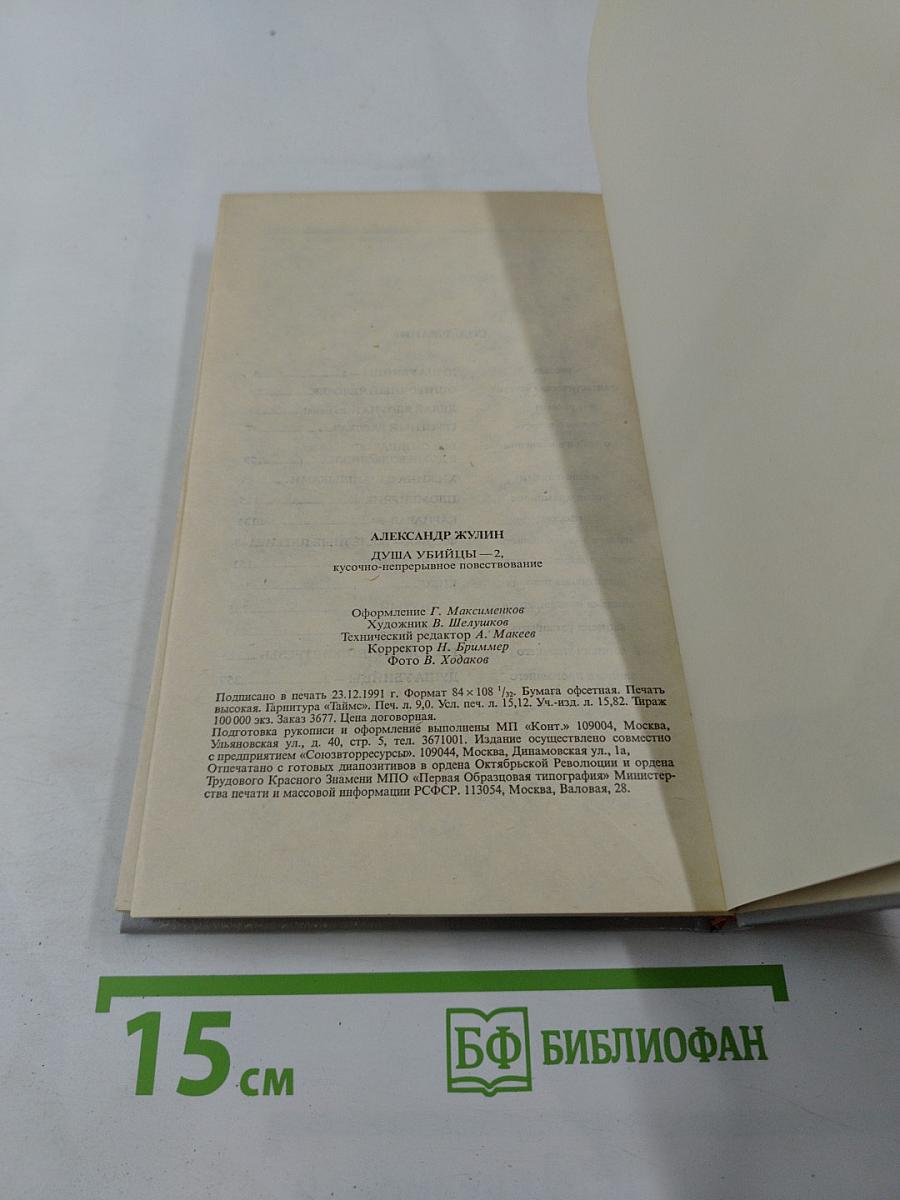 АЛЕКСАНДР ЖУЛИН
ДУША УБИЙЦЫ — 2,
кусочно-непрерывное повествование
Оформление Г. Максименков
Художник В. Шелушков
Технический редактор А. Макеев
Корректор Н. Бриммер
Фото В. Ходаков
Подписано в печать 23.12.1991 г. Формат 84 × 108 1/32. Бумага офсетная. Печать
высокая. Гарнитура «Таймс». Печ. л. 9,0. Усл. печ. л. 15,12. Уч.-изд. л. 15,82. Тираж
100 000 экз. Заказ 3677. Цена договорная.
Подготовка рукописи и оформление выполнены МП «Конт.» 109004, Москва,
Ульяновская ул., д. 40, стр. 5, тел. 3671001. Издание осуществлено совместно
с предприятием «Союзвторресурсы». 109044, Москва, Динамовская ул., 1а,
Отпечатано с готовых диапозитивов в ордена Октябрьской Революции и ордена
Трудового Красного Знамени МПО «Первая Образцовая типография» Министер-
ства печати и массовой информации РСФСР. 113054, Москва, Валовая, 28.
15 см
БФ БИБЛИОФАН